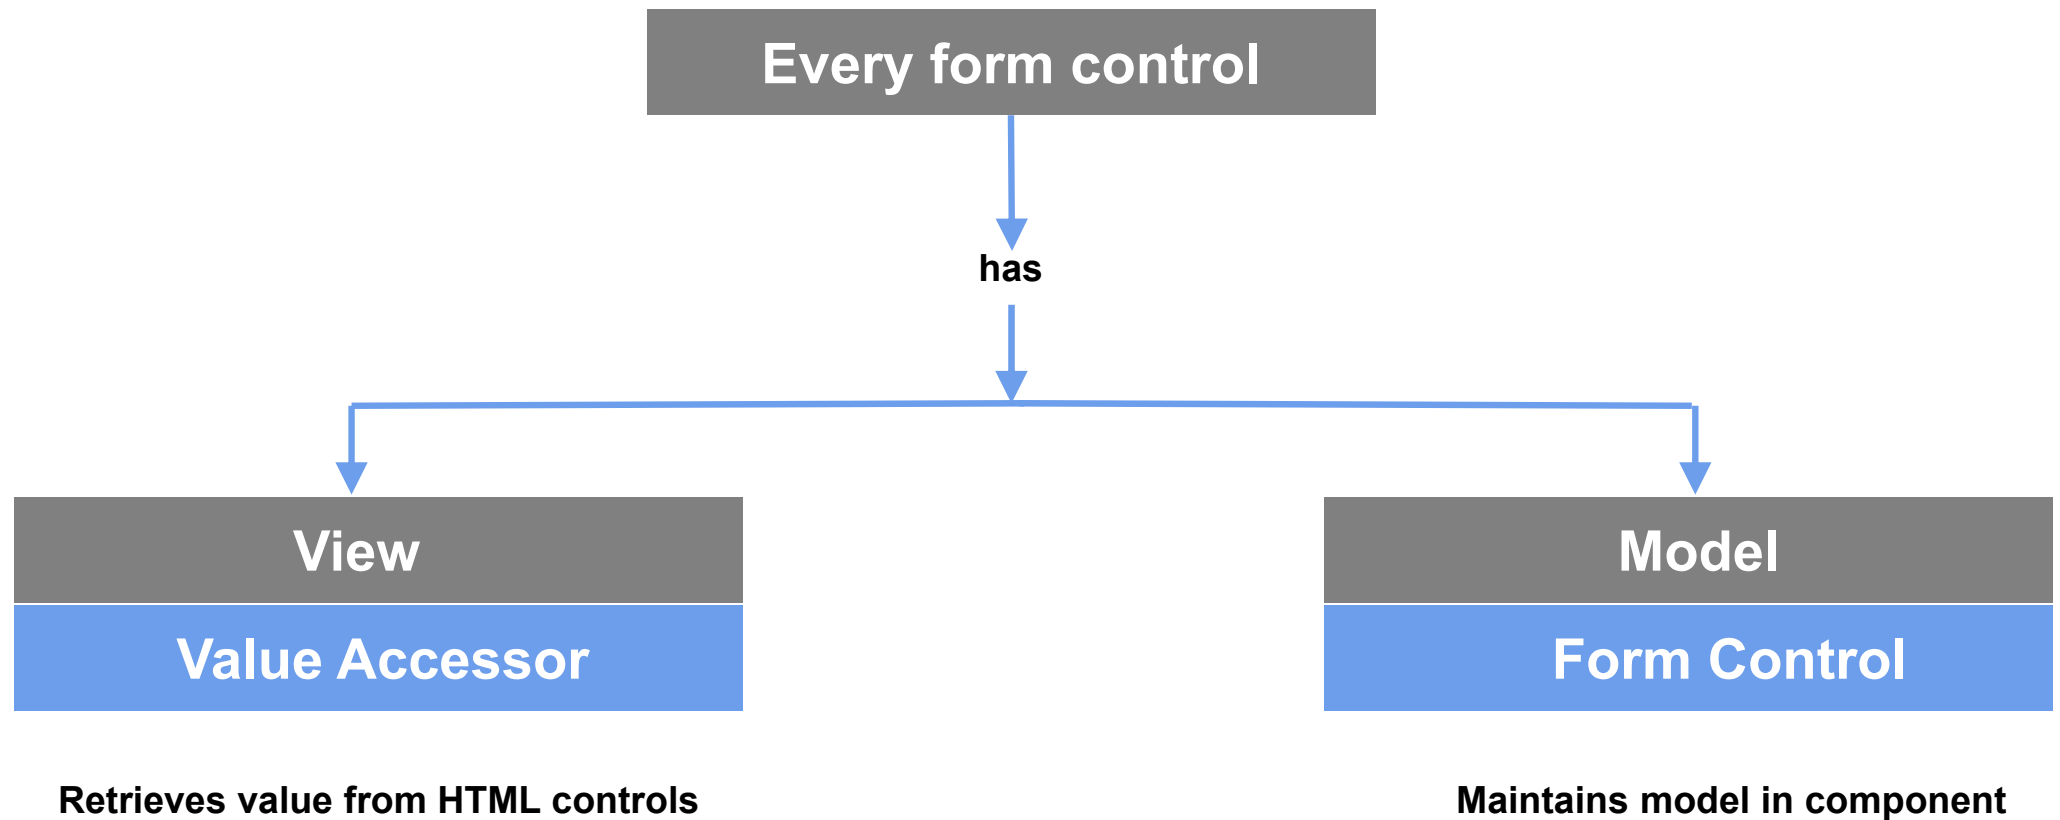 Every form control
has
View
Model
Value Accessor
Form Control
Retrieves value from HTML controls
Maintains model in component